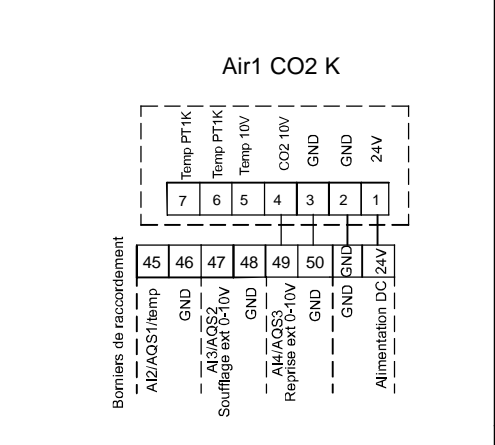 Air1 CO2 K
Temp PT1K
Temp PT1K
Temp 10V
CO2 10V
GND
GND
24V
7 6 5 4 3 2 1
Borniers de raccordement
45 46 47 48 49 50 GND 24V
AI2/AQS1/temp
GND
AI3/AQS2
Soufflage ext 0-10V
GND
AI4/AQS3
Reprise ext 0-10V
GND
GND
Alimentation DC